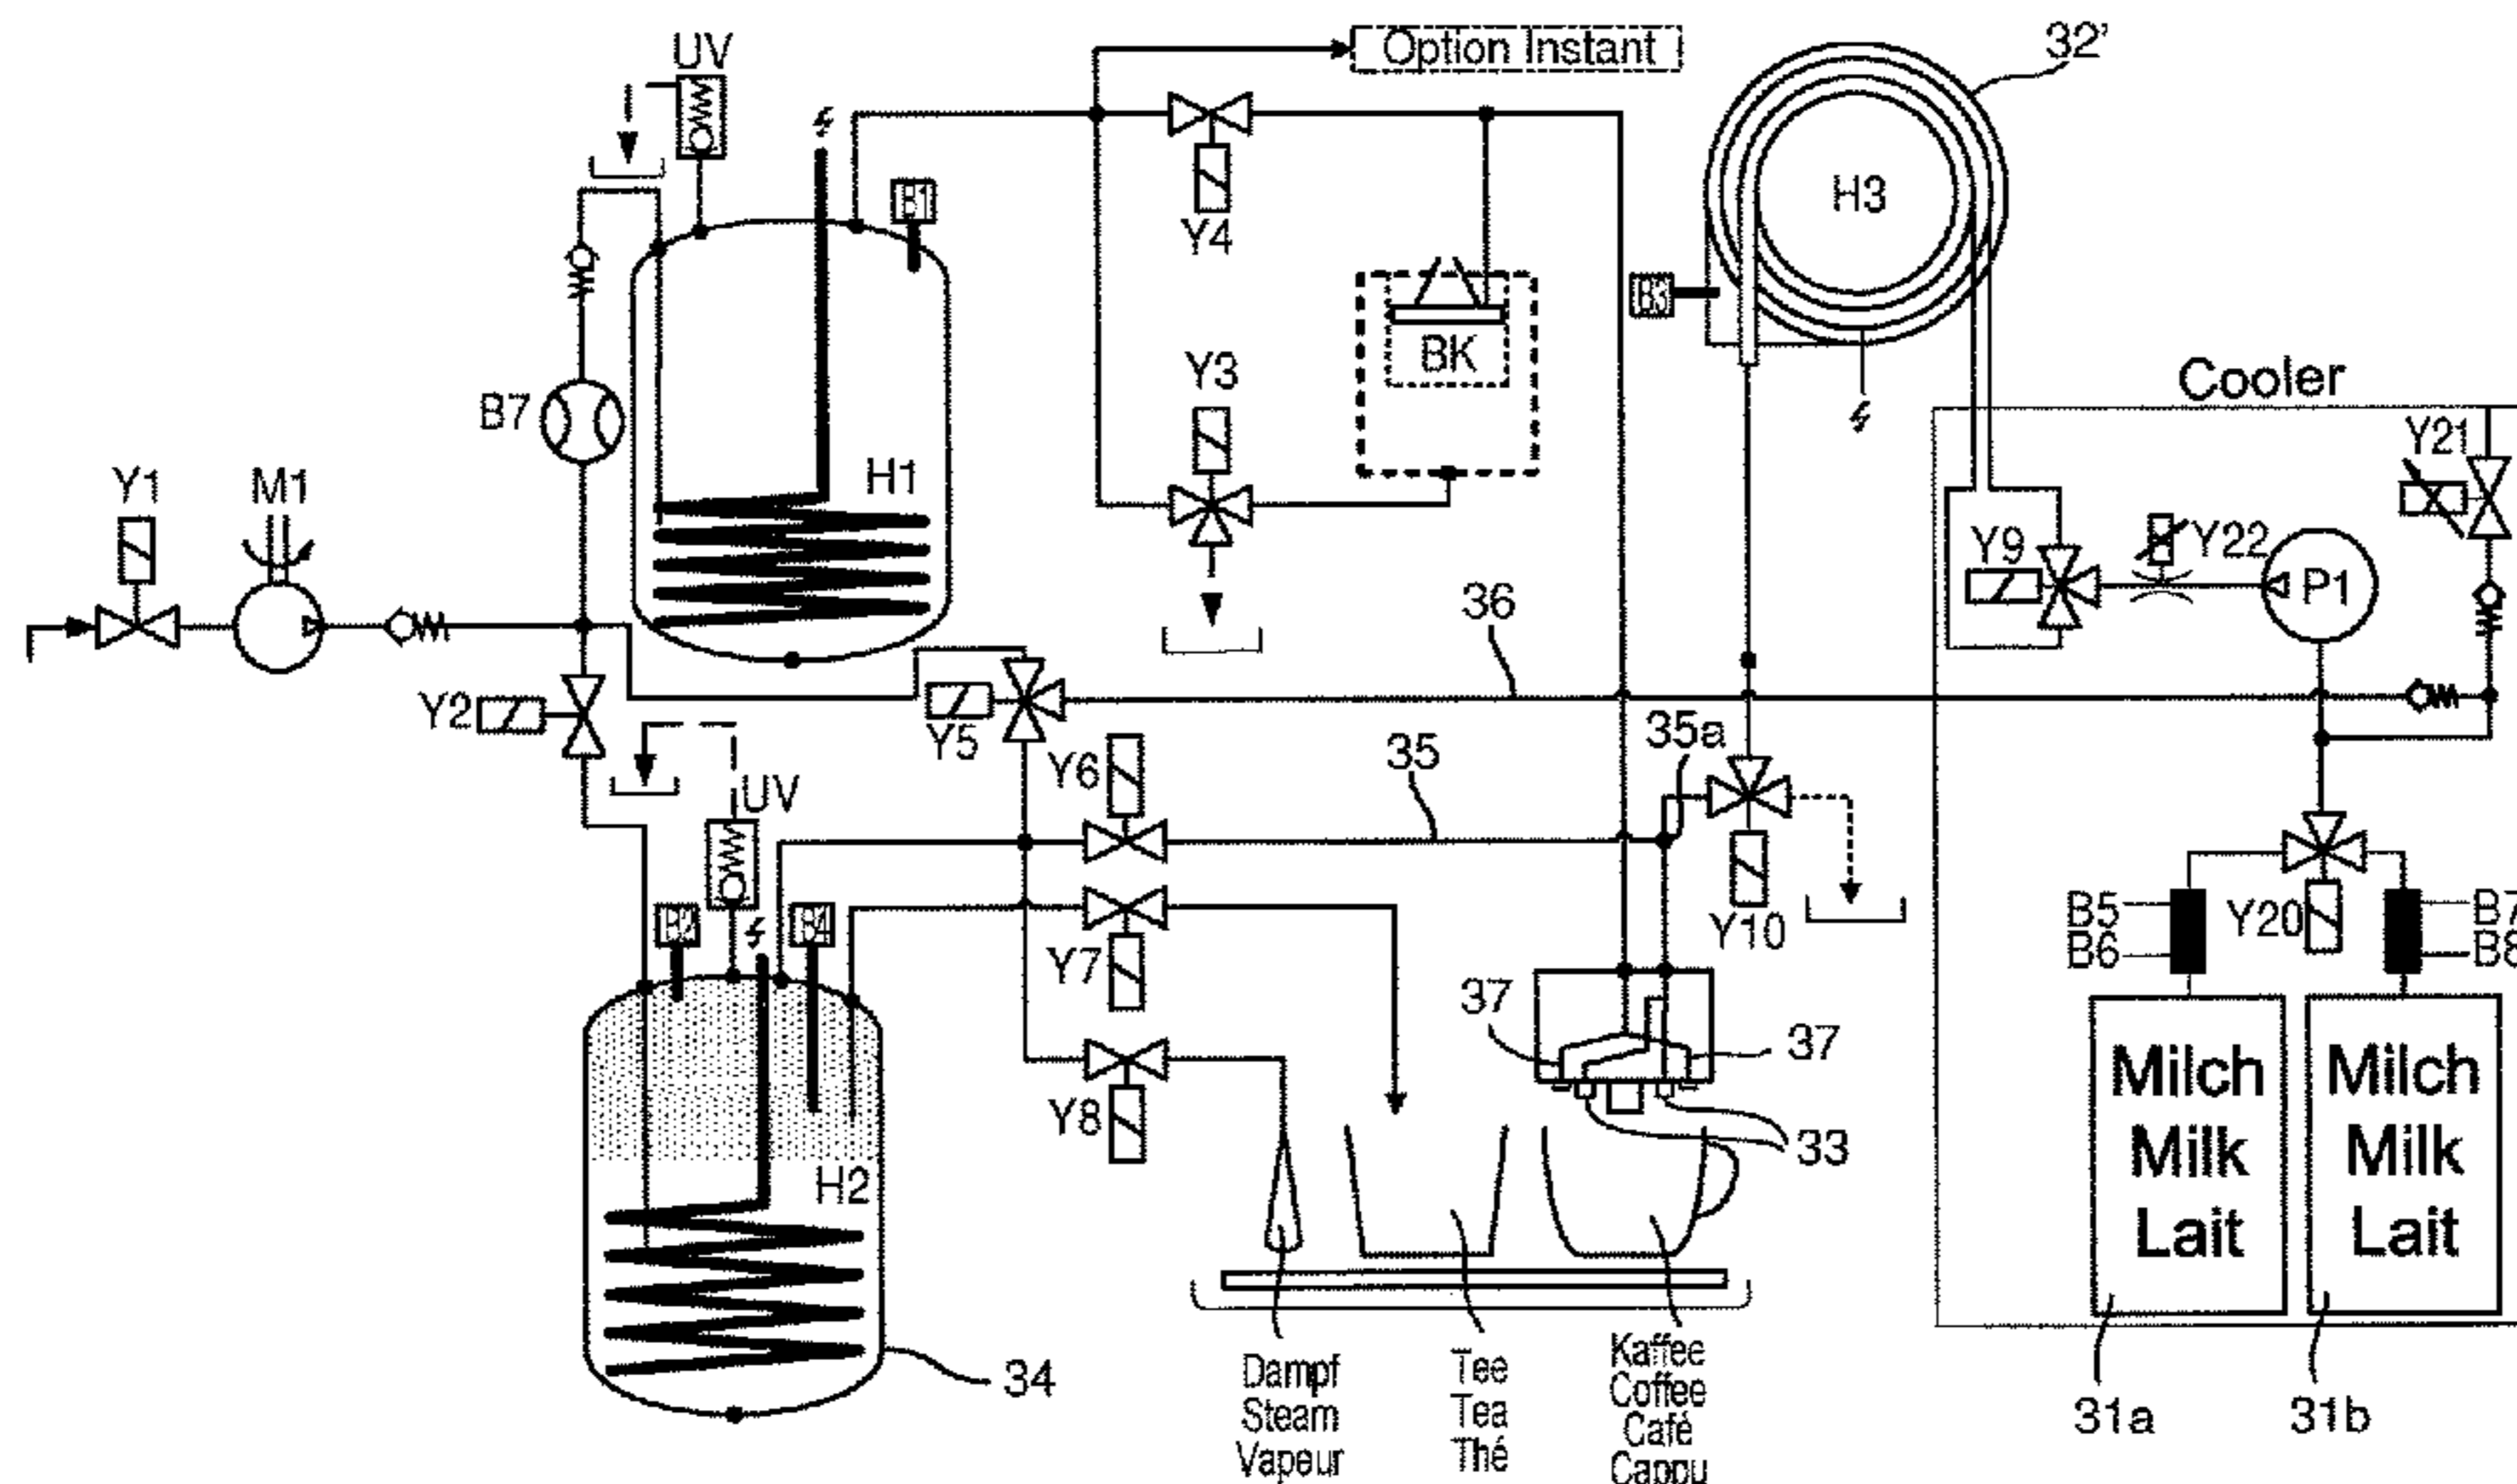 UV
Option Instant
32'
B1
H3
Y4
B3
Y3
BK
Cooler
B7
Y21
Y1
M1
H1
Y9
Y22
P1
36
Y2
Y5
35a
Y6
35
UV
B2
B4
Y7
Y10
B5
B6
Y20
B7
B8
37
37
Y8
33
H2
Milch
Milk
Lait
Milch
Milk
Lait
34
Dampf
Steam
Vapeur
Tee
Tea
Thé
Kaffee
Coffee
Café
Cappu
31a
31b